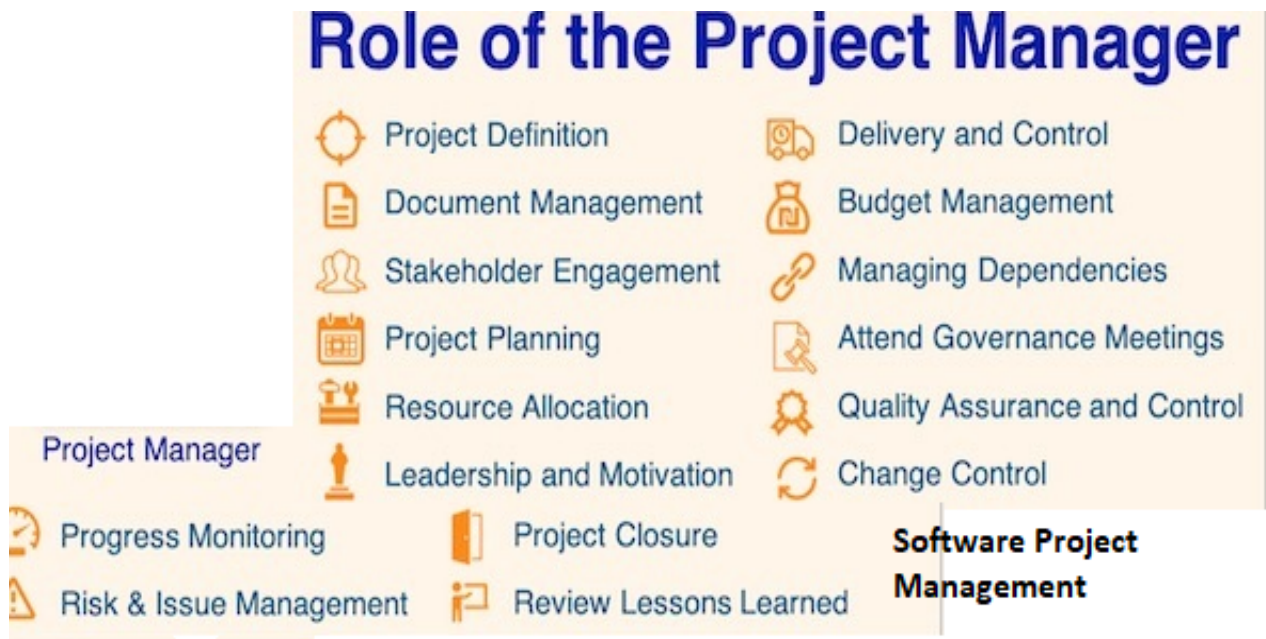 Role of the Project Manager
Project Definition
Document Management
Stakeholder Engagement
Project Planning
Resource Allocation
Leadership and Motivation
Delivery and Control
Budget Management
Managing Dependencies
Attend Governance Meetings
Quality Assurance and Control
Change Control
Project Manager
Progress Monitoring
Risk & Issue Management
Project Closure
Review Lessons Learned
Software Project
Management